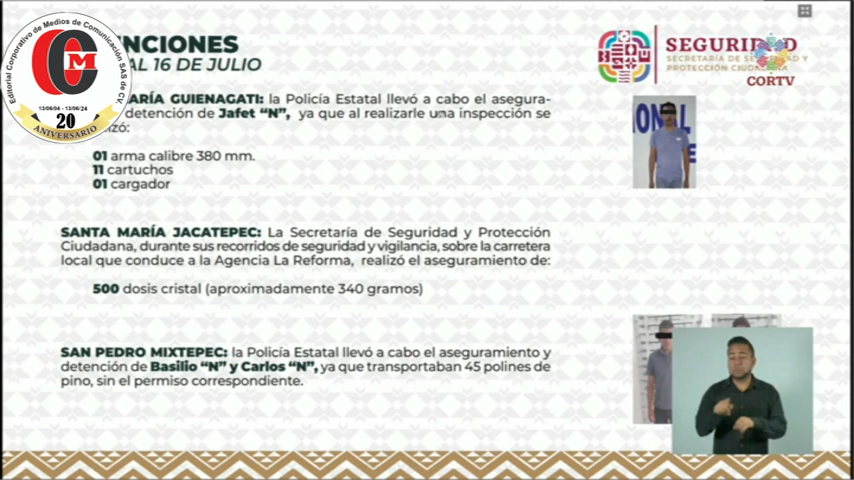 Editorial Corporativo de Medios de Comunicación SAS de CV.
CM
13/06/04 - 13/06/24
20
ANIVERSARIO
NCIONES
AL 16 DE JULIO
SEGURIDAD
SECRETARÍA DE SEGURIDAD Y
PROTECCIÓN CIUDADANA
CORTV
ARÍA GUIENAGATI: la Policía Estatal llevó a cabo el asegura-
detención de Jafet “N”, ya que al realizarle una inspección se
zó:
01 arma calibre 380 mm.
11 cartuchos
01 cargador
ONAL
E
SANTA MARÍA JACATEPEC: La Secretaría de Seguridad y Protección
Ciudadana, durante sus recorridos de seguridad y vigilancia, sobre la carretera
local que conduce a la Agencia La Reforma, realizó el aseguramiento de:
500 dosis cristal (aproximadamente 340 gramos)
SAN PEDRO MIXTEPEC: la Policía Estatal llevó a cabo el aseguramiento y
detención de Basilio “N” y Carlos “N”, ya que transportaban 45 polines de
pino, sin el permiso correspondiente.